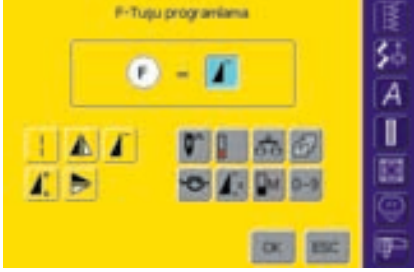 F-Tuşu programlama
F =
A
M 0-9
OK ESC